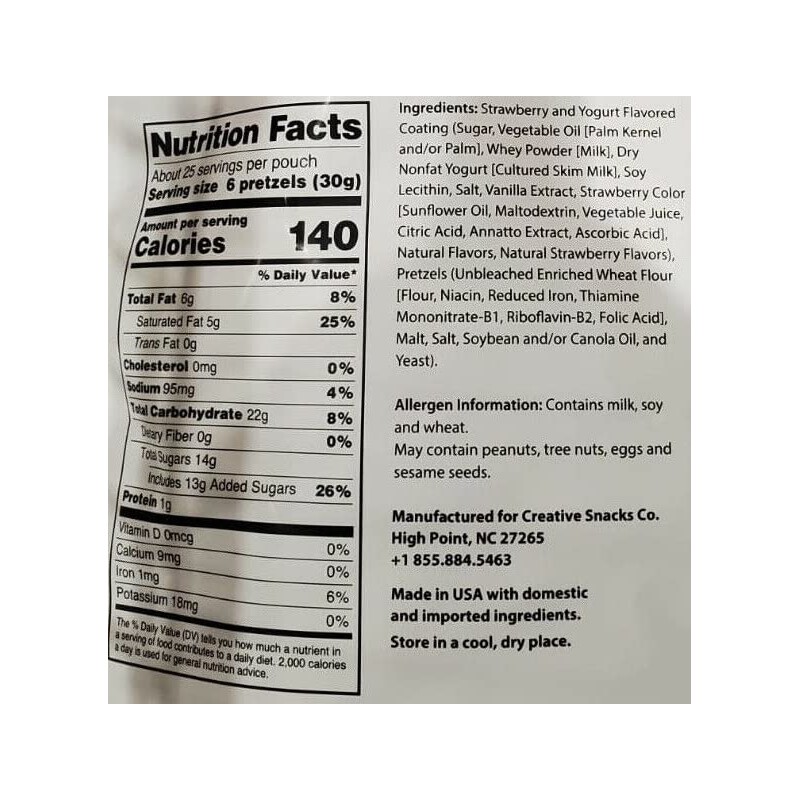 Nutrition Facts
About 25 servings per pouch
Serving size 6 pretzels (30g)
Amount per serving
Calories 140
% Daily Value*
Total Fat 6g 8%
Saturated Fat 5g 25%
Trans Fat 0g
Cholesterol 0mg 0%
Sodium 95mg 4%
Total Carbohydrate 22g 8%
Dietary Fiber 0g 0%
Total Sugars 14g
Includes 13g Added Sugars 26%
Protein 1g
Vitamin D 0mcg 0%
Calcium 9mg 0%
Iron 1mg 6%
Potassium 18mg 0%
The % Daily Value (DV) tells you how much a nutrient in
a serving of food contributes to a daily diet. 2,000 calories
a day is used for general nutrition advice.
Ingredients: Strawberry and Yogurt Flavored
Coating (Sugar, Vegetable Oil [Palm Kernel
and/or Palm], Whey Powder [Milk], Dry
Nonfat Yogurt [Cultured Skim Milk], Soy
Lecithin, Salt, Vanilla Extract, Strawberry Color
[Sunflower Oil, Maltodextrin, Vegetable Juice,
Citric Acid, Annatto Extract, Ascorbic Acid],
Natural Flavors, Natural Strawberry Flavors),
Pretzels (Unbleached Enriched Wheat Flour
[Flour, Niacin, Reduced Iron, Thiamine
Mononitrate-B1, Riboflavin-B2, Folic Acid],
Malt, Salt, Soybean and/or Canola Oil, and
Yeast).
Allergen Information: Contains milk, soy
and wheat.
May contain peanuts, tree nuts, eggs and
sesame seeds.
Manufactured for Creative Snacks Co.
High Point, NC 27265
+1 855.884.5463
Made in USA with domestic
and imported ingredients.
Store in a cool, dry place.